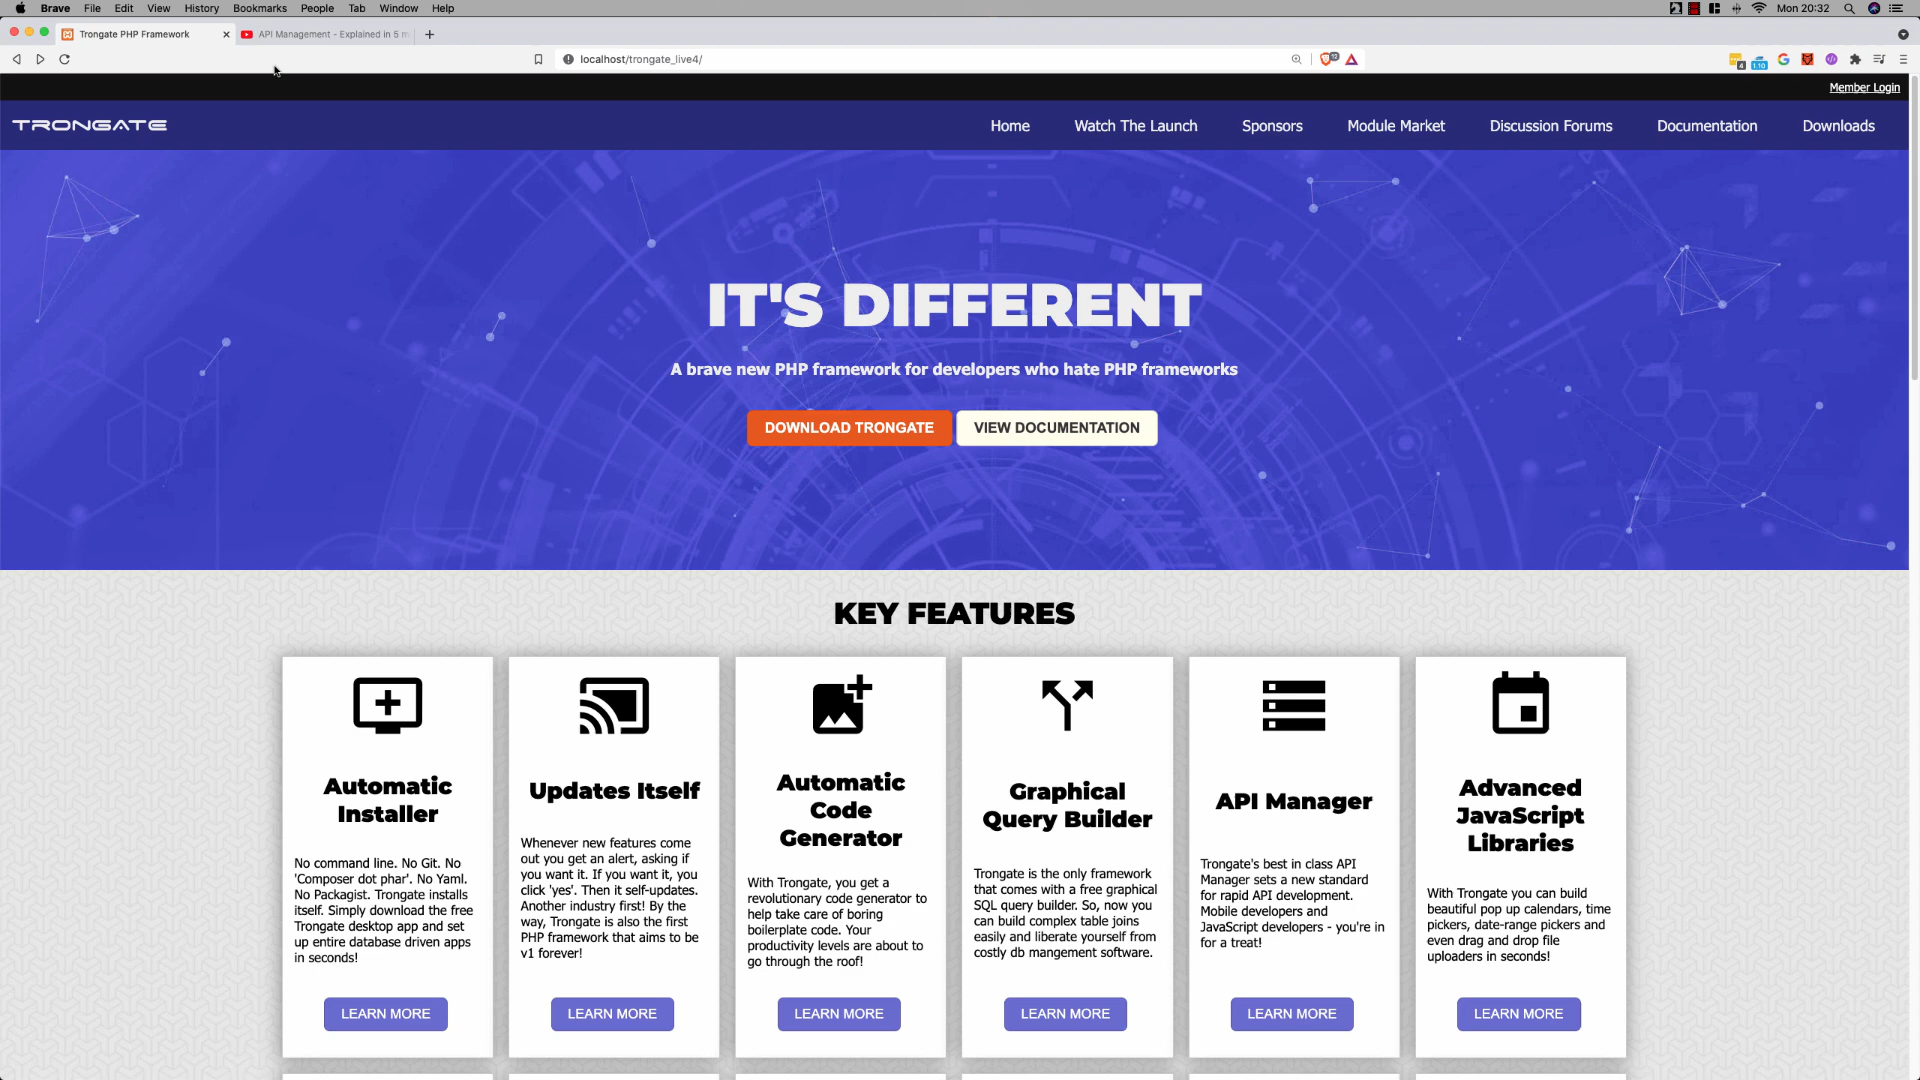 Brave File Edit View History Bookmarks People Tab Window Help Mon 20:32
Trongate PHP Framework API Management - Explained in 5 m
localhost/trongate_live4/
Member Login
TRONGATE Home Watch The Launch Sponsors Module Market Discussion Forums Documentation Downloads
IT'S DIFFERENT
A brave new PHP framework for developers who hate PHP frameworks
DOWNLOAD TRONGATE VIEW DOCUMENTATION
KEY FEATURES
Automatic
Installer
No command line. No Git. No
'Composer dot phar'. No Yaml.
No Packagist. Trongate installs
itself. Simply download the free
Trongate desktop app and set
up entire database driven apps
in seconds!
LEARN MORE
Updates Itself
Whenever new features come
out you get an alert, asking if
you want it. If you want it, you
click 'yes'. Then it self-updates.
Another industry first! By the
way, Trongate is also the first
PHP framework that aims to be
v1 forever!
LEARN MORE
Automatic
Code
Generator
With Trongate, you get a
revolutionary code generator to
help take care of boring
boilerplate code. Your
productivity levels are about to
go through the roof!
LEARN MORE
Graphical
Query Builder
Trongate is the only framework
that comes with a free graphical
SQL query builder. So, now you
can build complex table joins
easily and liberate yourself from
costly db mangement software.
LEARN MORE
API Manager
Trongate's best in class API
Manager sets a new standard
for rapid API development.
Mobile developers and
JavaScript developers - you're in
for a treat!
LEARN MORE
Advanced
JavaScript
Libraries
With Trongate you can build
beautiful pop up calendars, time
pickers, date-range pickers and
even drag and drop file
uploaders in seconds!
LEARN MORE